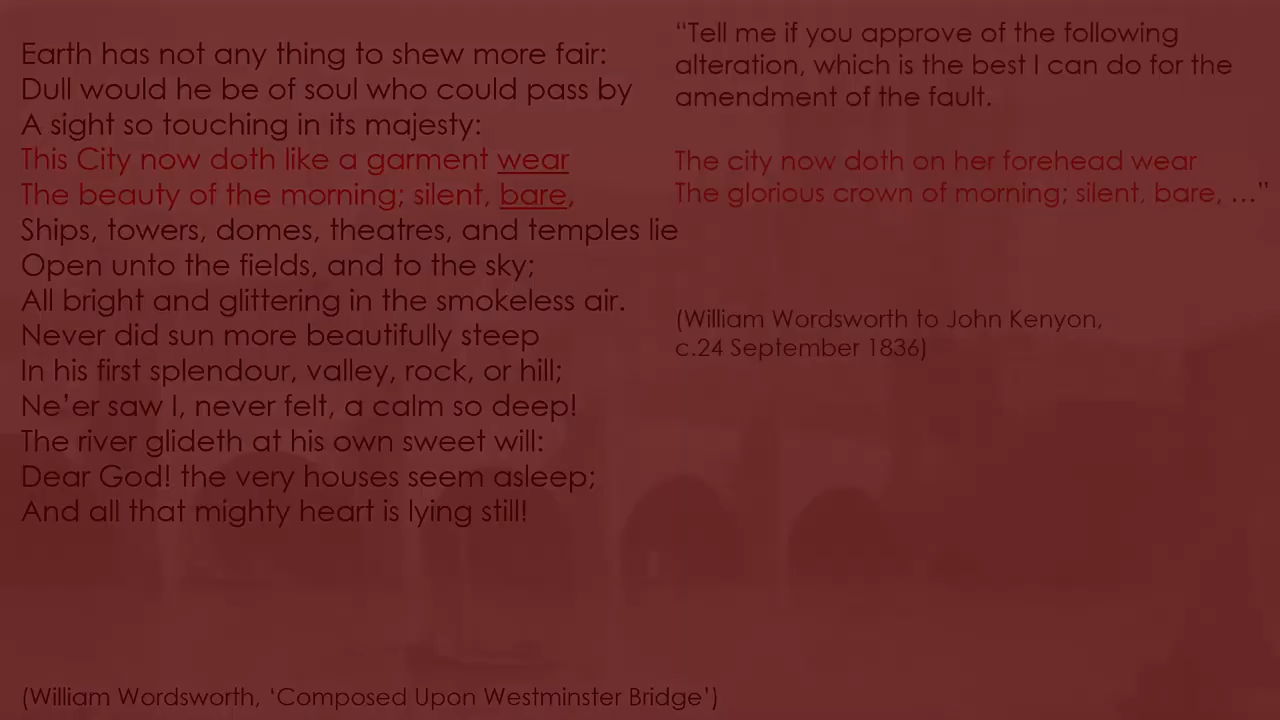 Earth has not any thing to shew more fair:
Dull would he be of soul who could pass by
A sight so touching in its majesty:
This City now doth like a garment wear
The beauty of the morning; silent, bare,
Ships, towers, domes, theatres, and temples lie
Open unto the fields, and to the sky;
All bright and glittering in the smokeless air.
Never did sun more beautifully steep
In his first splendour, valley, rock, or hill;
Ne’er saw I, never felt, a calm so deep!
The river glideth at his own sweet will:
Dear God! the very houses seem asleep;
And all that mighty heart is lying still!
(William Wordsworth, ‘Composed Upon Westminster Bridge’)
“Tell me if you approve of the following
alteration, which is the best I can do for the
amendment of the fault.
The city now doth on her forehead wear
The glorious crown of morning; silent, bare, …”
(William Wordsworth to John Kenyon,
c.24 September 1836)